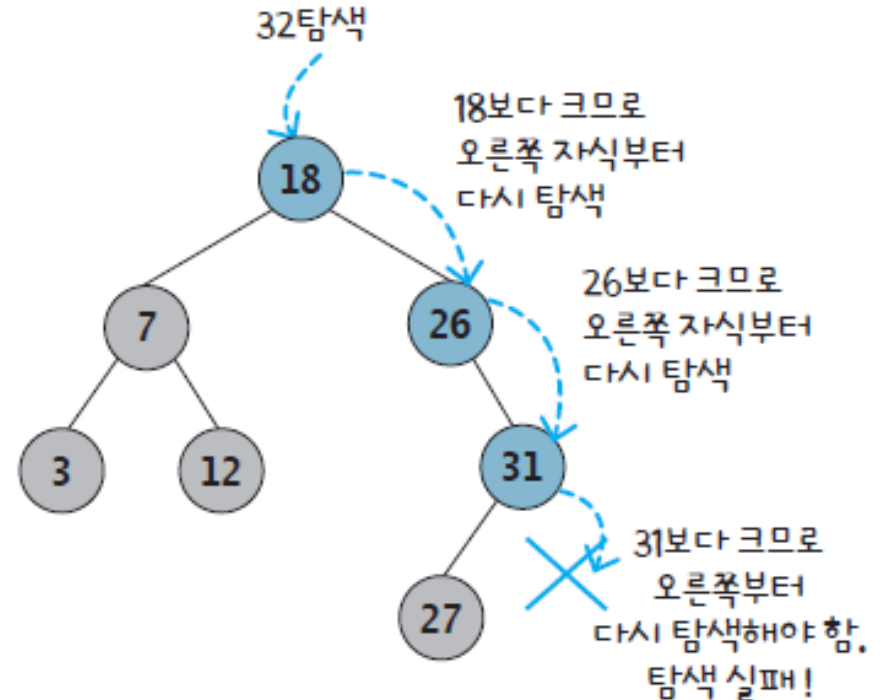 32탐색
18보다 크므로
오른쪽 자식부터
다시 탐색
18
26보다 크므로
오른쪽 자식부터
다시 탐색
7
26
3
12
31
31보다 크므로
오른쪽부터
다시 탐색해야 함.
탐색 실패!
27